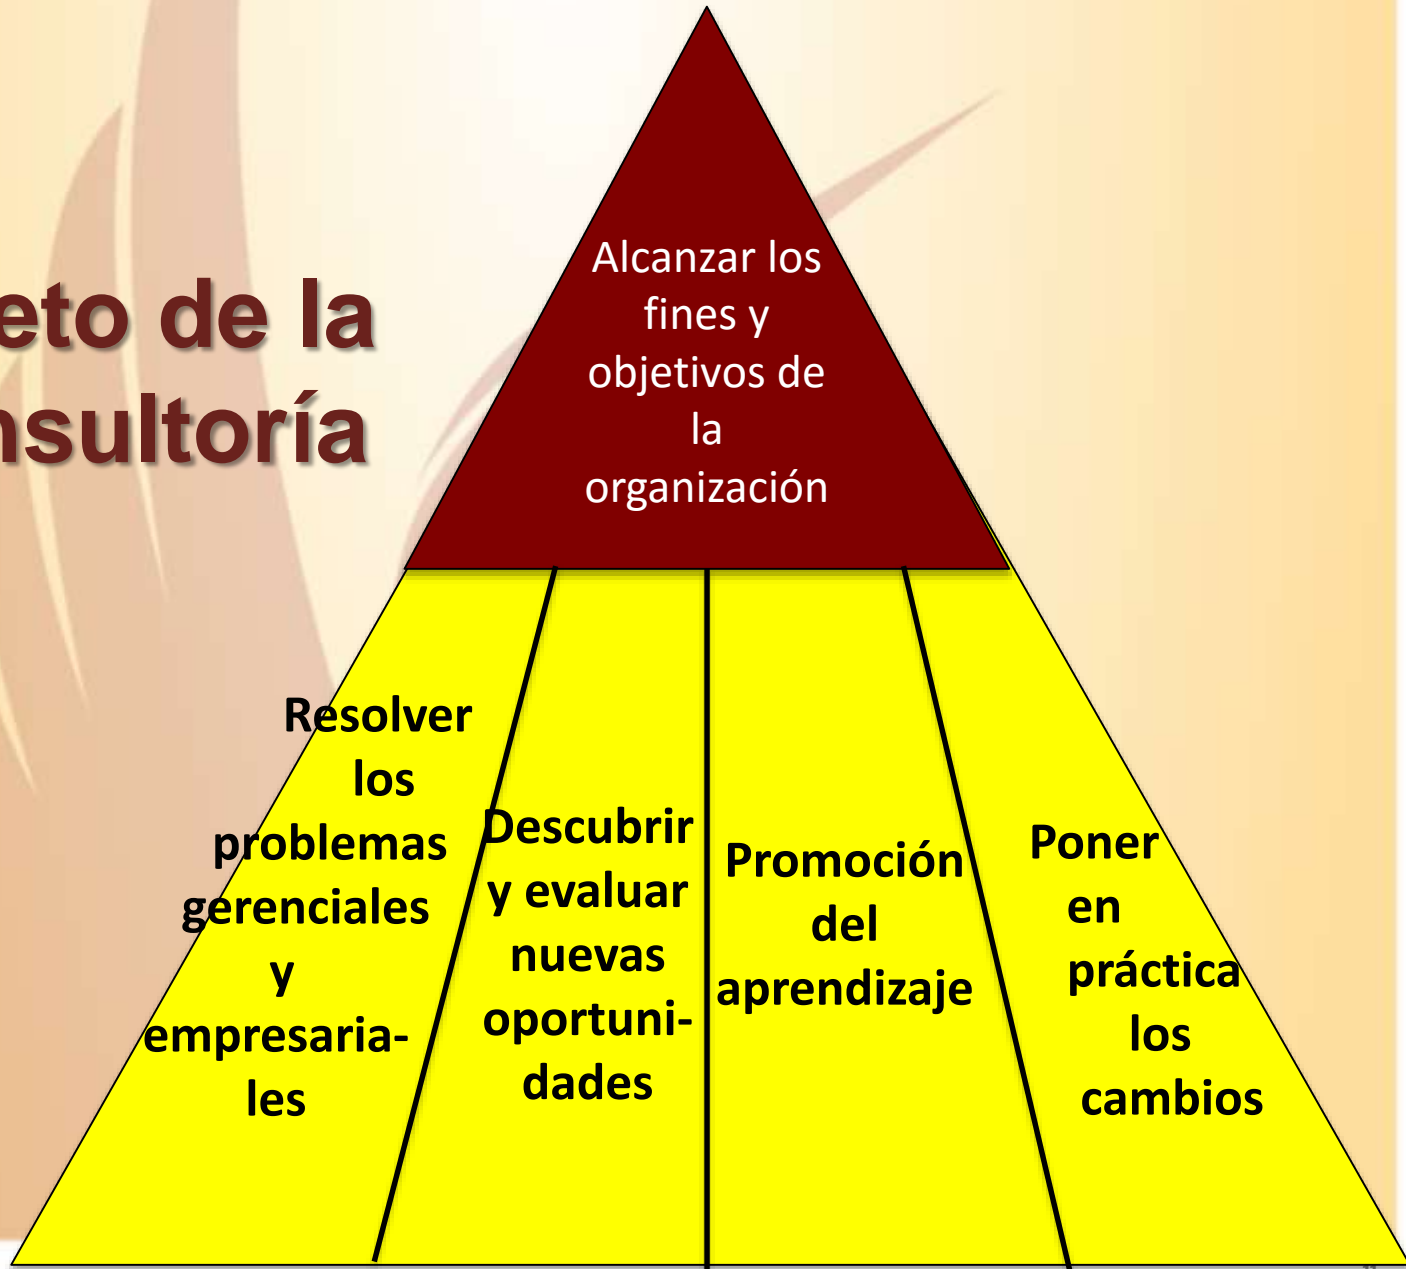 eto de la
nsultoría
Alcanzar los
fines y
objetivos de
la
organización
Resolver
los
problemas
gerenciales
y
empresaria-
les
Descubrir
y evaluar
nuevas
oportuni-
dades
Promoción
del
aprendizaje
Poner
en
práctica
los
cambios